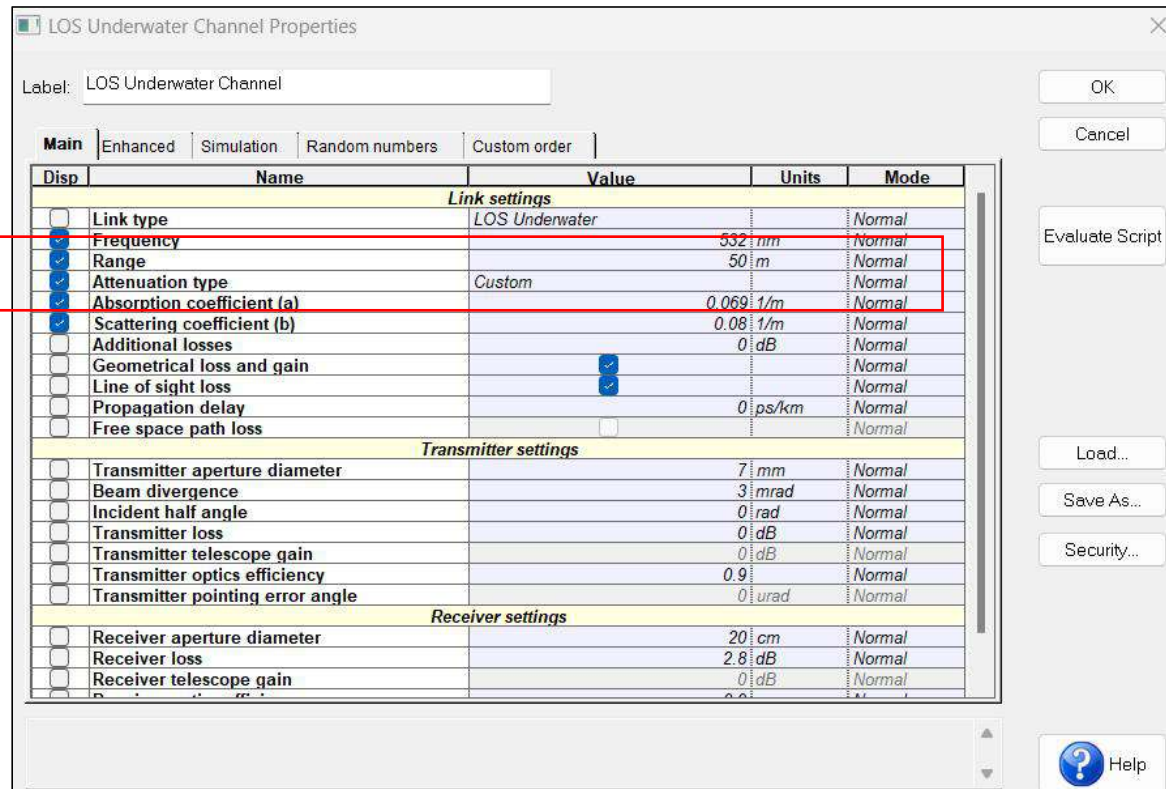 LOS Underwater Channel Properties
Label: LOS Underwater Channel
OK
Cancel
Evaluate Script
Load...
Save As...
Security...
Help
Main Enhanced Simulation Random numbers Custom order
Disp Name Value Units Mode
Link settings
Link type LOS Underwater Normal
Frequency 532 nm Normal
Range 50 m Normal
Attenuation type Custom Normal
Absorption coefficient (a) 0.069 1/m Normal
Scattering coefficient (b) 0.08 1/m Normal
Additional losses 0 dB Normal
Geometrical loss and gain Normal
Line of sight loss Normal
Propagation delay 0 ps/km Normal
Free space path loss Normal
Transmitter settings
Transmitter aperture diameter 7 mm Normal
Beam divergence 3 mrad Normal
Incident half angle 0 rad Normal
Transmitter loss 0 dB Normal
Transmitter telescope gain 0 dB Normal
Transmitter optics efficiency 0.9 Normal
Transmitter pointing error angle 0 urad Normal
Receiver settings
Receiver aperture diameter 20 cm Normal
Receiver loss 2.8 dB Normal
Receiver telescope gain 0 dB Normal